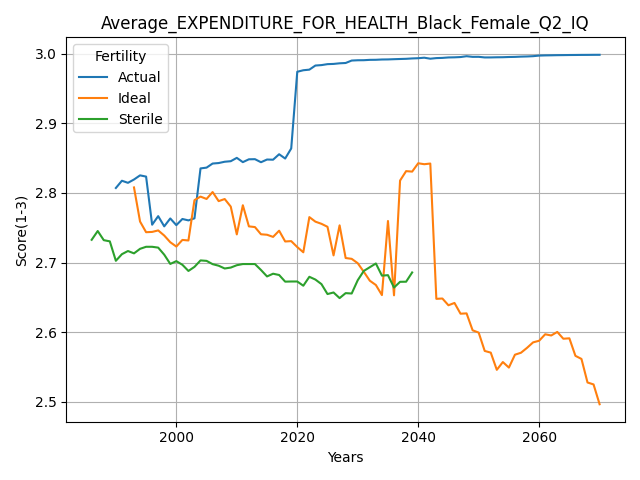 Average_EXPENDITURE_FOR_HEALTH_Black_Female_Q2_IQ
Fertility
Actual
Ideal
Sterile
Score(1-3)
3.0
2.9
2.8
2.7
2.6
2.5
2000
2020
2040
2060
Years